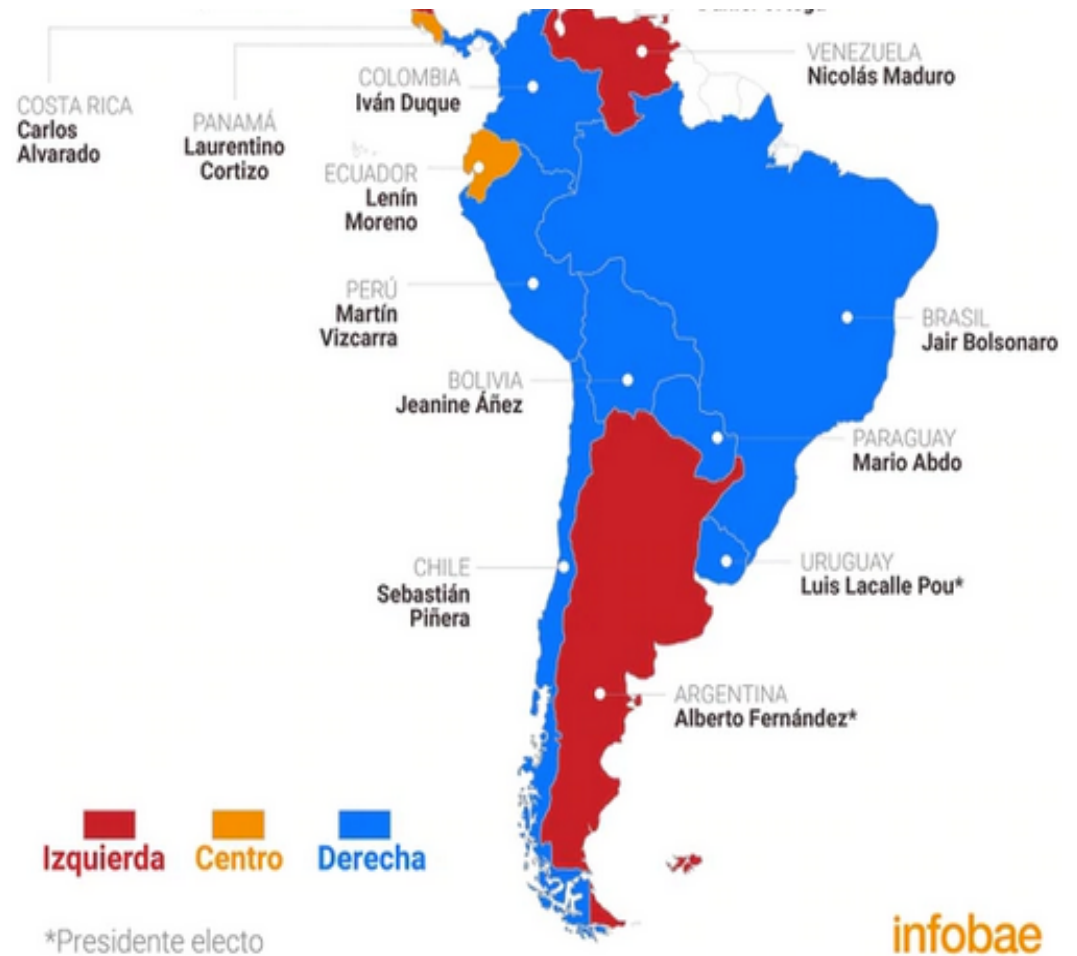 VENEZUELA
Nicolás Maduro
COLOMBIA
Iván Duque
COSTA RICA
Carlos
Alvarado
PANAMÁ
Laurentino
Cortizo
ECUADOR
Lenín
Moreno
PERÚ
Martín
Vizcarra
BRASIL
Jair Bolsonaro
BOLIVIA
Jeanine Áñez
PARAGUAY
Mario Abdo
CHILE
Sebastián
Piñera
URUGUAY
Luis Lacalle Pou*
ARGENTINA
Alberto Fernández*
Izquierda
Centro
Derecha
*Presidente electo
infobae